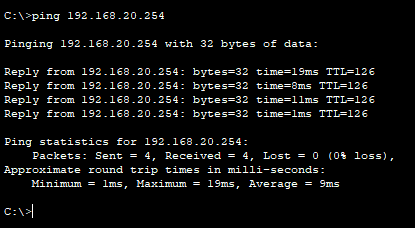 C:\>ping 192.168.20.254
Pinging 192.168.20.254 with 32 bytes of data:
Reply from 192.168.20.254: bytes=32 time=19ms TTL=126
Reply from 192.168.20.254: bytes=32 time=8ms TTL=126
Reply from 192.168.20.254: bytes=32 time=11ms TTL=126
Reply from 192.168.20.254: bytes=32 time=1ms TTL=126
Ping statistics for 192.168.20.254:
Packets: Sent = 4, Received = 4, Lost = 0 (0% loss),
Approximate round trip times in milli-seconds:
Minimum = 1ms, Maximum = 19ms, Average = 9ms
C:\>